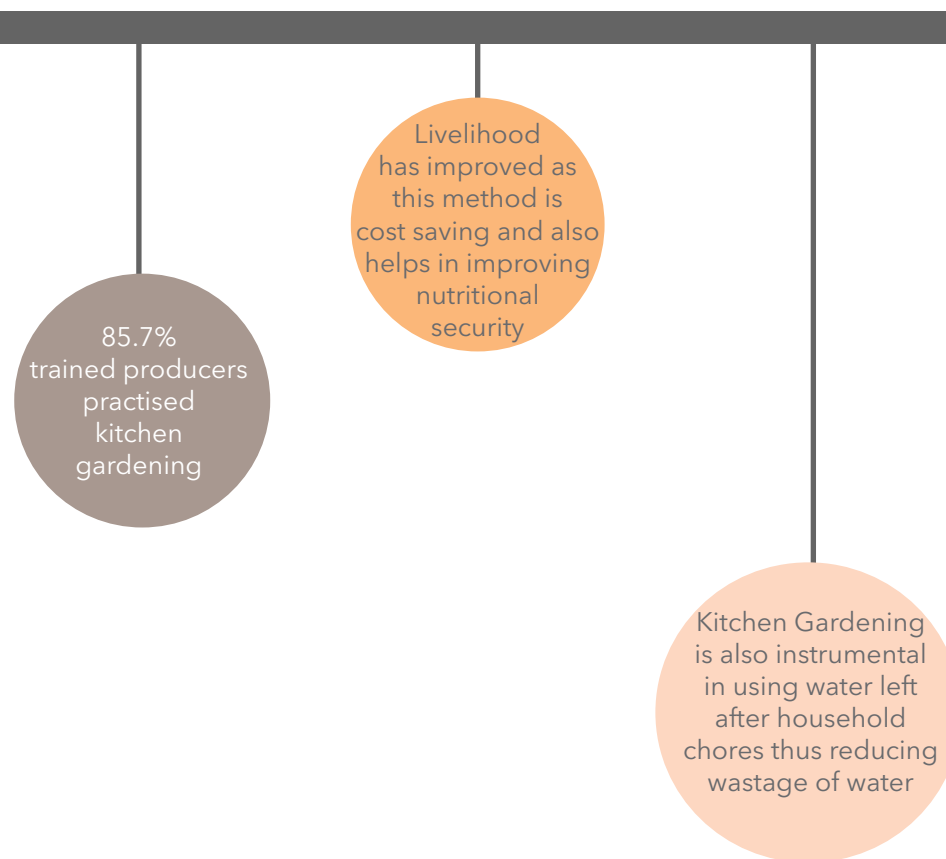 85.7%
trained producers
practised
kitchen
gardening
Livelihood
has improved as
this method is
cost saving and also
helps in improving
nutritional
security
Kitchen Gardening
is also instrumental
in using water left
after household
chores thus reducing
wastage of water